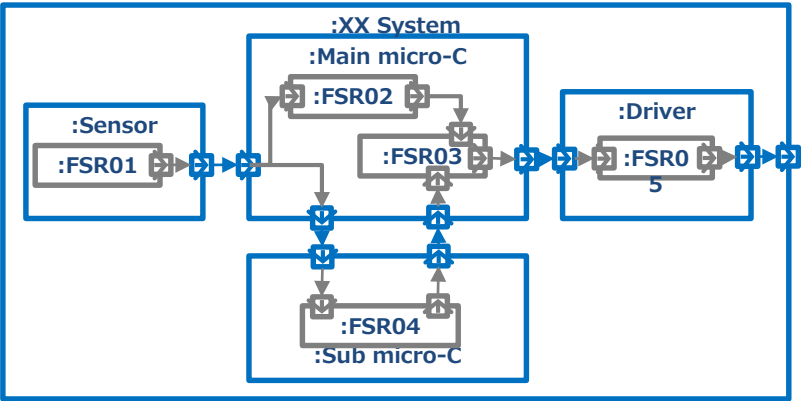 :XX System
:Main micro-C
:FSR02
:Sensor
:Driver
:FSR01
:FSR03
:FSR0
5
:FSR04
:Sub micro-C